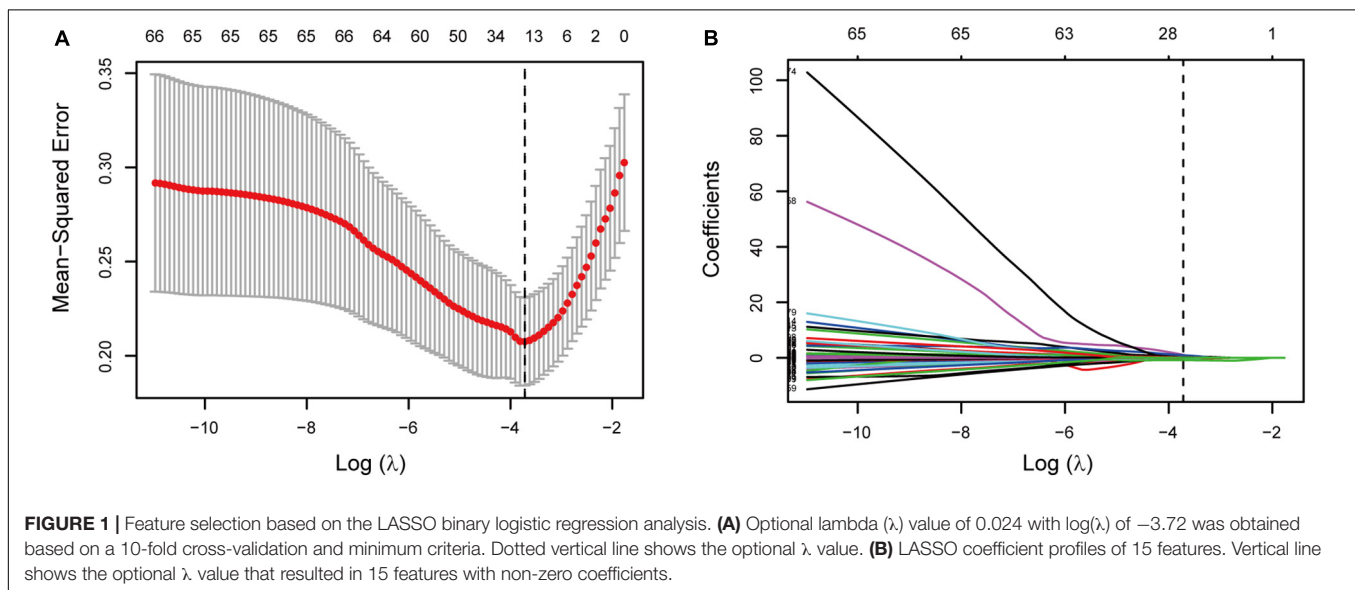 A
66 65 65 65 65 66 64 60 50 34 13 6 2 0
Mean-Squared Error
0.35
0.30
0.25
0.20
−10 −8 −6 −4 −2
Log (λ)
B
65 65 63 28 1
Coefficients
100
80
60
40
20
0
−10 −8 −6 −4 −2
Log (λ)
FIGURE 1 | Feature selection based on the LASSO binary logistic regression analysis. (A) Optional lambda (λ) value of 0.024 with log(λ) of −3.72 was obtained
based on a 10-fold cross-validation and minimum criteria. Dotted vertical line shows the optional λ value. (B) LASSO coefficient profiles of 15 features. Vertical line
shows the optional λ value that resulted in 15 features with non-zero coefficients.